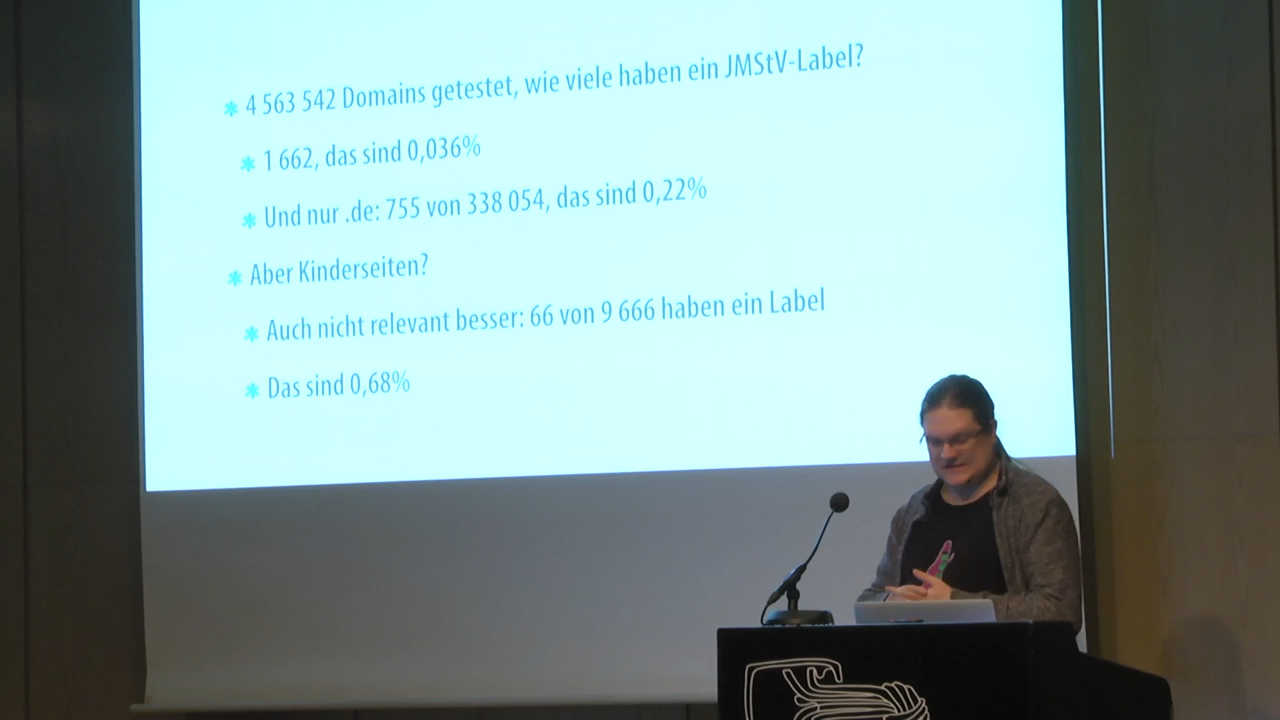 ✱ 4 563 542 Domains getestet, wie viele haben ein JMStV-Label?
✱ 1 662, das sind 0,036%
✱ Und nur .de: 755 von 338 054, das sind 0,22%
✱ Aber Kinderseiten?
✱ Auch nicht relevant besser: 66 von 9 666 haben ein Label
✱ Das sind 0,68%